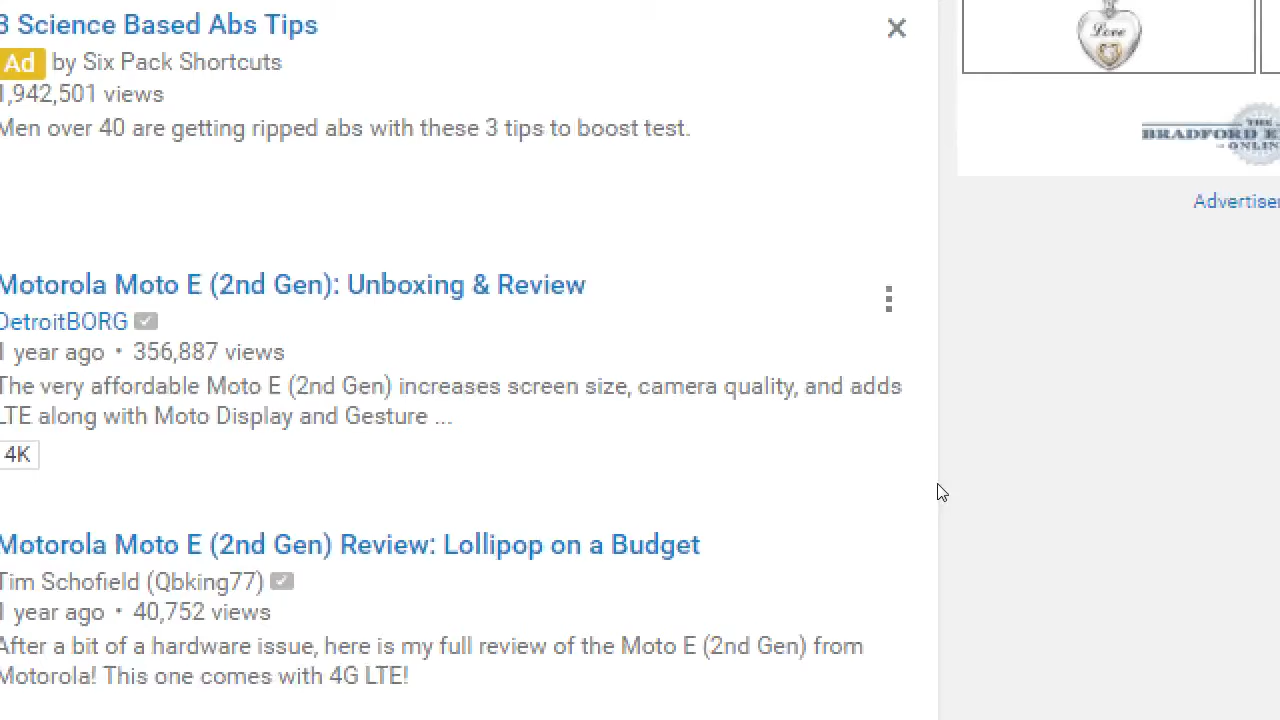 3 Science Based Abs Tips
Ad by Six Pack Shortcuts
1,942,501 views
Men over 40 are getting ripped abs with these 3 tips to boost test.
Motorola Moto E (2nd Gen): Unboxing & Review
DetroitBORG
1 year ago • 356,887 views
The very affordable Moto E (2nd Gen) increases screen size, camera quality, and adds
LTE along with Moto Display and Gesture ...
4K
Motorola Moto E (2nd Gen) Review: Lollipop on a Budget
Tim Schofield (Qbking77)
1 year ago • 40,752 views
After a bit of a hardware issue, here is my full review of the Moto E (2nd Gen) from
Motorola! This one comes with 4G LTE!
Love
THE
BRADFORD E
ONLIN
Advertise